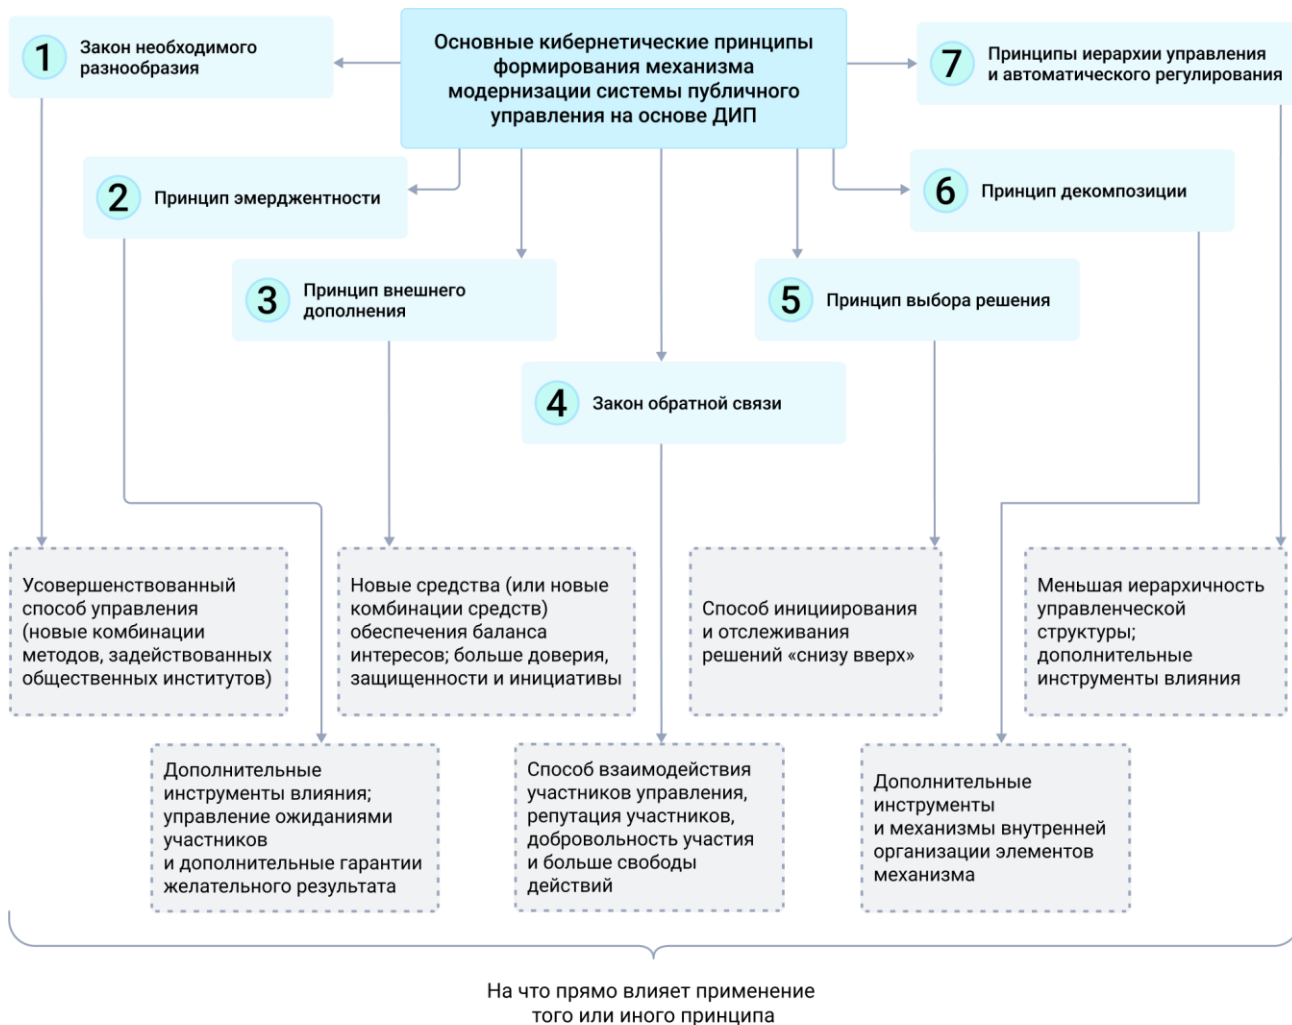 Основные кибернетические принципы
формирования механизма
модернизации системы публичного
управления на основе ДИП
1
Закон необходимого
разнообразия
2
Принцип эмерджентности
3
Принцип внешнего
дополнения
4
Закон обратной связи
5
Принцип выбора решения
6
Принцип декомпозиции
7
Принципы иерархии управления
и автоматического регулирования
Усовершенствованный
способ управления
(новые комбинации
методов, задействованных
общественных институтов)
Новые средства (или новые
комбинации средств)
обеспечения баланса
интересов; больше доверия,
защищенности и инициативы
Способ инициирования
и отслеживания
решений «снизу вверх»
Меньшая иерархичность
управленческой
структуры;
дополнительные
инструменты влияния
Дополнительные
инструменты влияния;
управление ожиданиями
участников
и дополнительные гарантии
желательного результата
Способ взаимодействия
участников управления,
репутация участников,
добровольность участия
и больше свободы
действий
Дополнительные
инструменты
и механизмы внутренней
организации элементов
механизма
На что прямо влияет применение
того или иного принципа